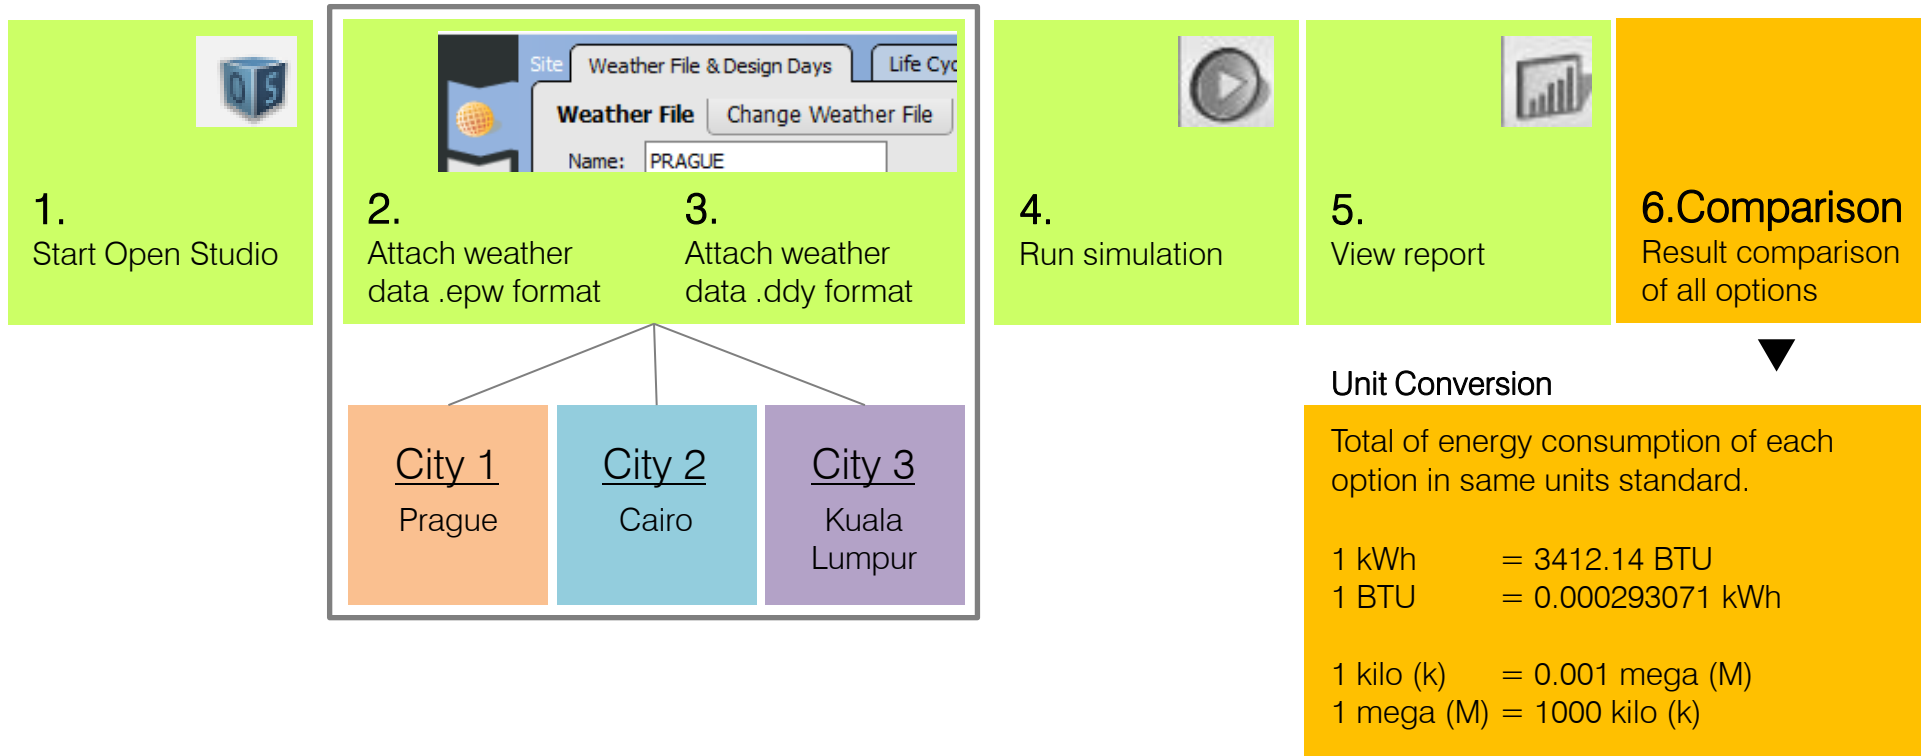 OS
Site
Weather File & Design Days
Life Cyc
Weather File
Change Weather File
Name:
PRAGUE
1.
Start Open Studio
2.
Attach weather
data .epw format
3.
Attach weather
data .ddy format
4.
Run simulation
5.
View report
6.Comparison
Result comparison
of all options
City 1
Prague
City 2
Cairo
City 3
Kuala
Lumpur
Unit Conversion
Total of energy consumption of each
option in same units standard.
1 kWh = 3412.14 BTU
1 BTU = 0.000293071 kWh
1 kilo (k) = 0.001 mega (M)
1 mega (M) = 1000 kilo (k)